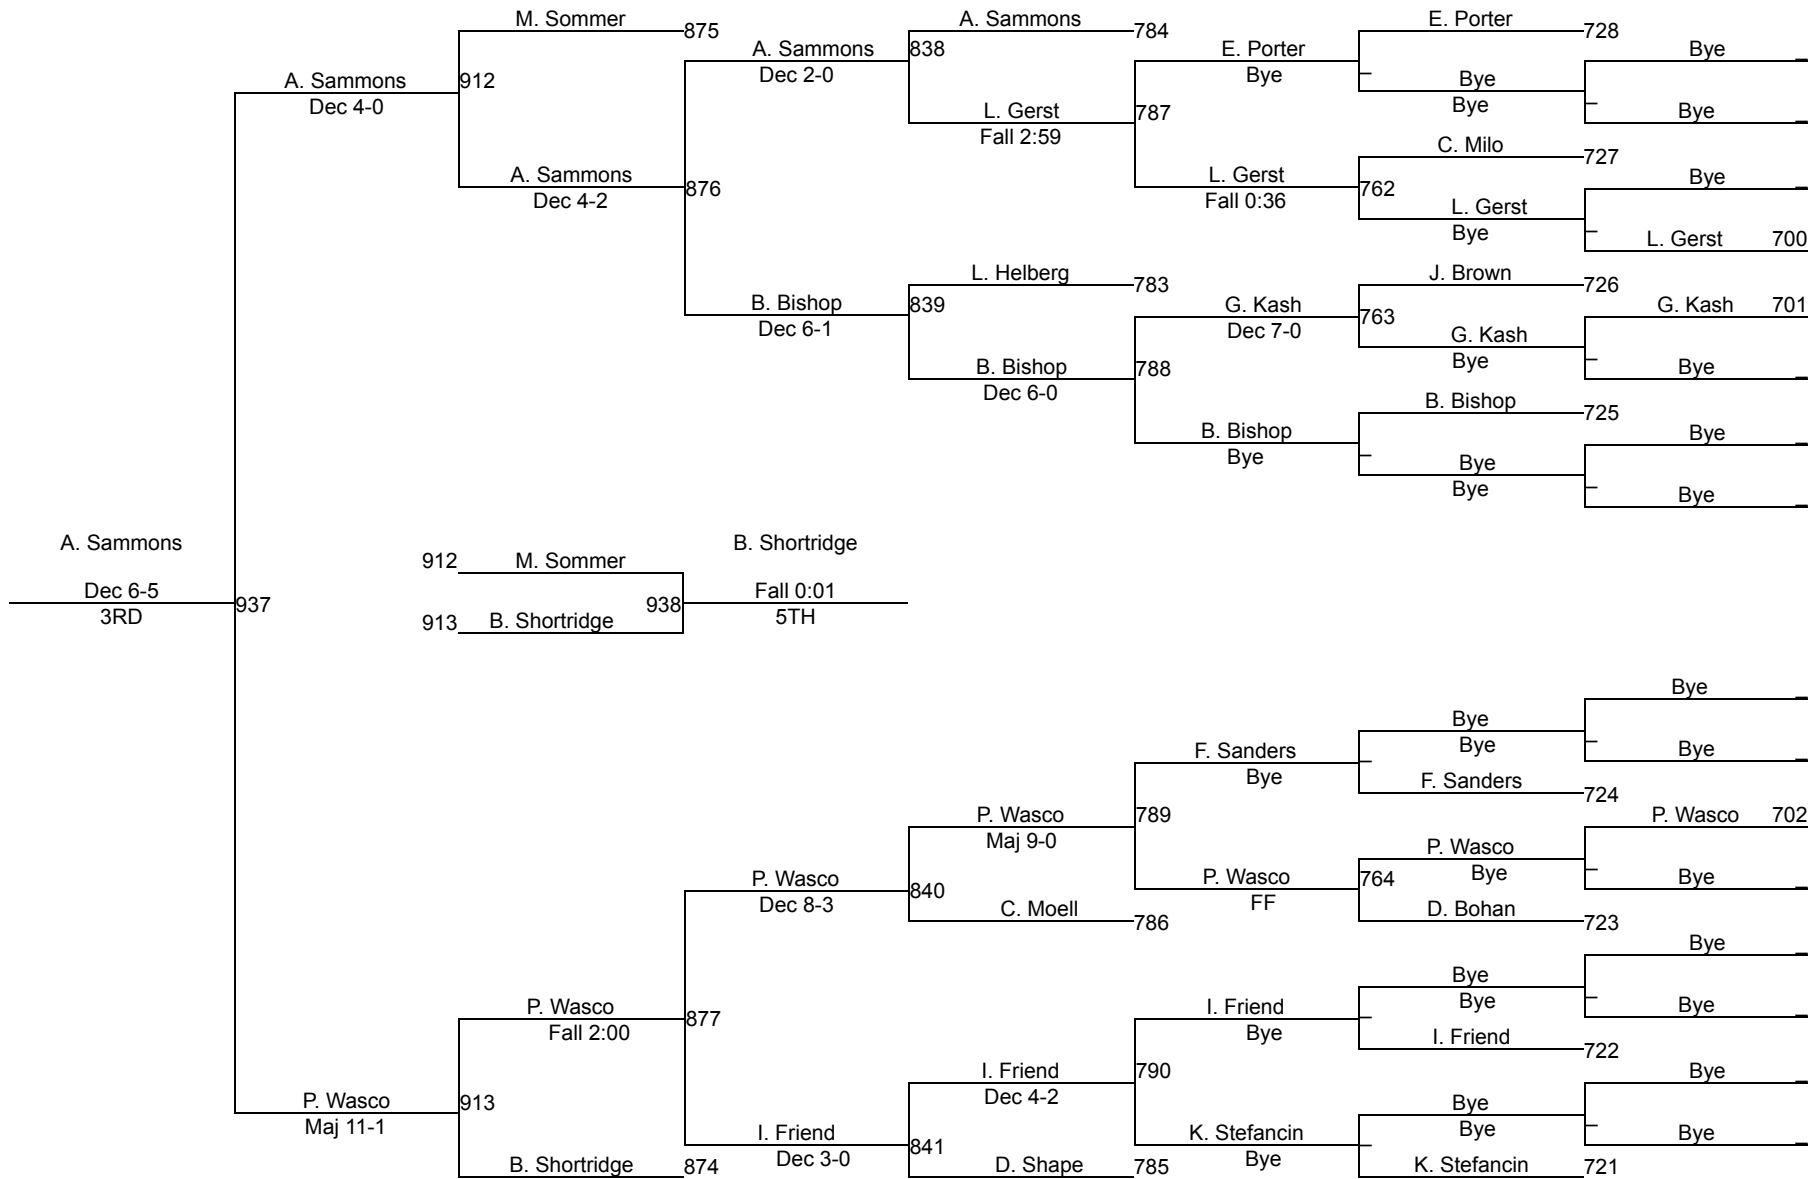 M. Sommer
875
A. Sammons
784
E. Porter
728
A. Sammons
838
Dec 2-0
E. Porter
Bye
Bye
A. Sammons
912
Dec 4-0
Bye
Bye
L. Gerst
787
Fall 2:59
Bye
C. Milo
727
A. Sammons
876
Dec 4-2
L. Gerst
762
Fall 0:36
Bye
L. Gerst
Bye
L. Gerst 700
L. Helberg
783
J. Brown
726
B. Bishop
839
Dec 6-1
G. Kash
763
Dec 7-0
G. Kash 701
G. Kash
Bye
B. Bishop
788
Dec 6-0
Bye
B. Bishop
725
B. Bishop
Bye
Bye
Bye
Bye
Bye
A. Sammons
Dec 6-5
937
3RD
912
M. Sommer
938
913
B. Shortridge
B. Shortridge
Fall 0:01
5TH
Bye
Bye
Bye
Bye
F. Sanders
Bye
F. Sanders
724
P. Wasco
789
Maj 9-0
P. Wasco 702
P. Wasco
Bye
P. Wasco
840
Dec 8-3
P. Wasco
764
FF
Bye
C. Moell
786
D. Bohan
723
Bye
Bye
Bye
Bye
P. Wasco
877
Fall 2:00
I. Friend
Bye
I. Friend
722
I. Friend
790
Dec 4-2
Bye
P. Wasco
913
Maj 11-1
Bye
Bye
I. Friend
841
Dec 3-0
K. Stefancin
Bye
Bye
B. Shortridge
874
D. Shape
785
K. Stefancin
721